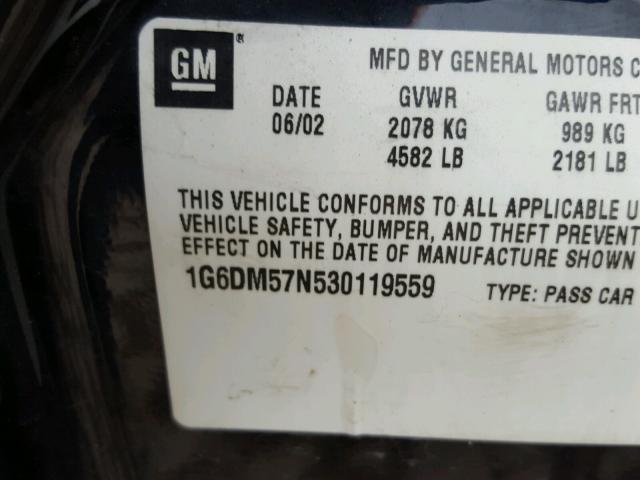 GM
MFD BY GENERAL MOTORS C
DATE GVWR GAWR FRT
06/02 2078 KG 989 KG
4582 LB 2181 LB
THIS VEHICLE CONFORMS TO ALL APPLICABLE U
VEHICLE SAFETY, BUMPER, AND THEFT PREVENT
EFFECT ON THE DATE OF MANUFACTURE SHOWN
1G6DM57N530119559 TYPE: PASS CAR